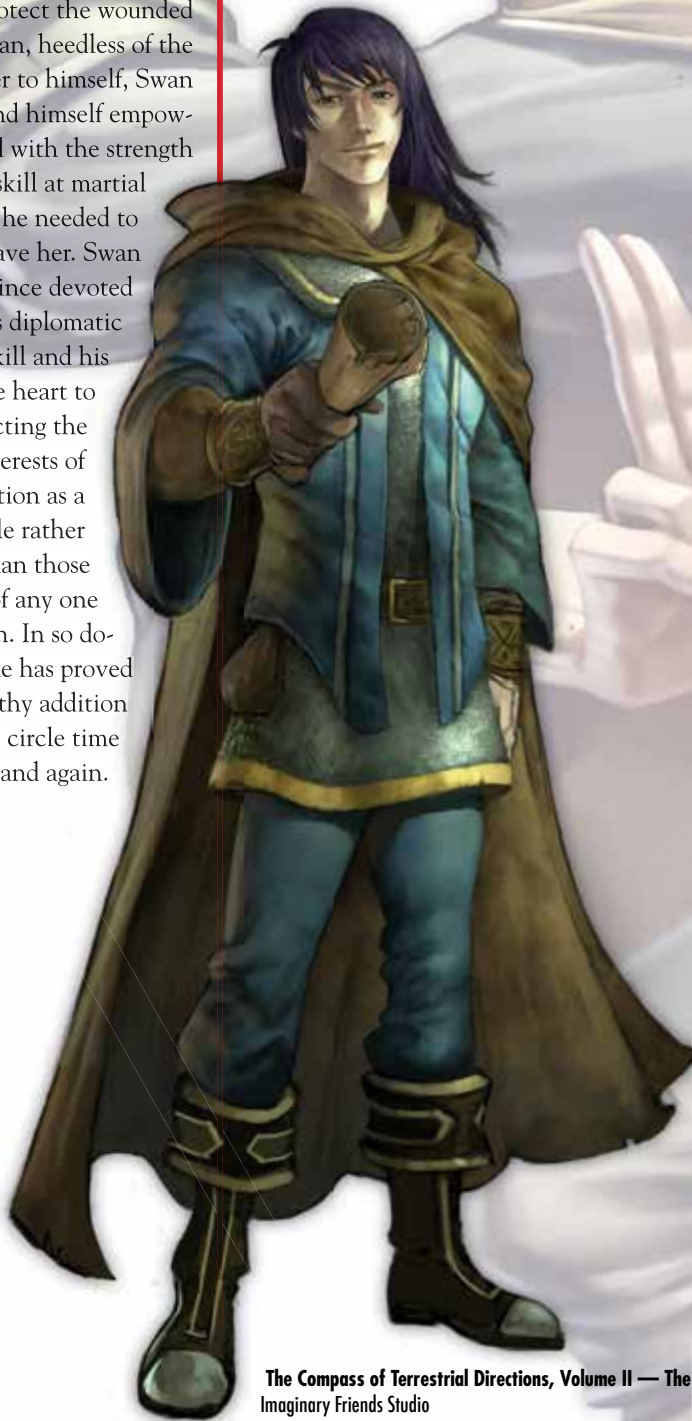 otect the wounded
an, heedless of the
er to himself, Swan
nd himself empow-
l with the strength
skill at martial
he needed to
ave her. Swan
ince devoted
s diplomatic
kill and his
e heart to
cting the
erests of
tion as a
le rather
an those
f any one
n. In so do-
e has proved
thy addition
circle time
and again.
The Compass of Terrestrial Directions, Volume II — The
Imaginary Friends Studio